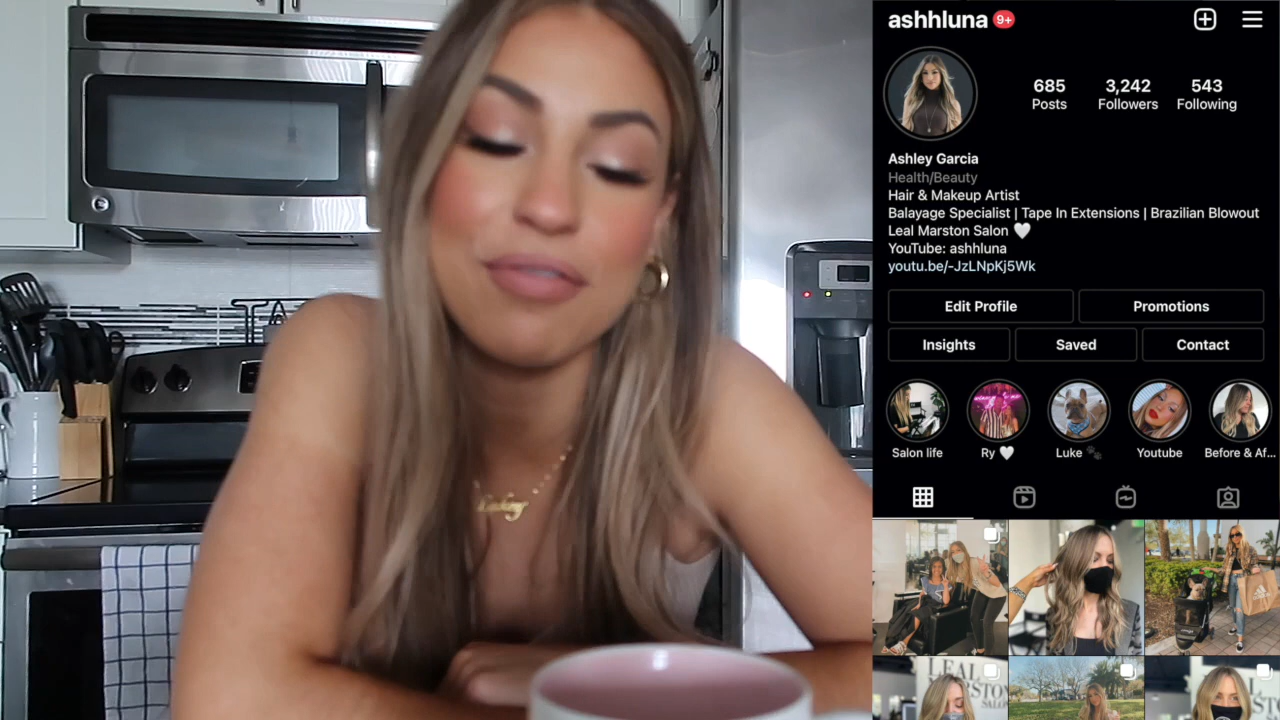 ashhluna 9+
685 3,242 543
Posts Followers Following
Ashley Garcia
Health/Beauty
Hair & Makeup Artist
Balayage Specialist | Tape In Extensions | Brazilian Blowout
Leal Marston Salon 🤍
YouTube: ashhluna
youtu.be/-JzLNpKj5Wk
Edit Profile Promotions
Insights Saved Contact
Salon life Ry 🤍 Luke 🐾 Youtube Before & Af...
LEAL